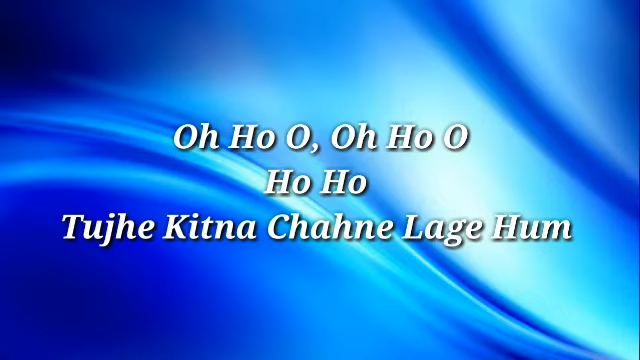 Oh Ho O, Oh Ho O
Ho Ho
Tujhe Kitna Chahne Lage Hum